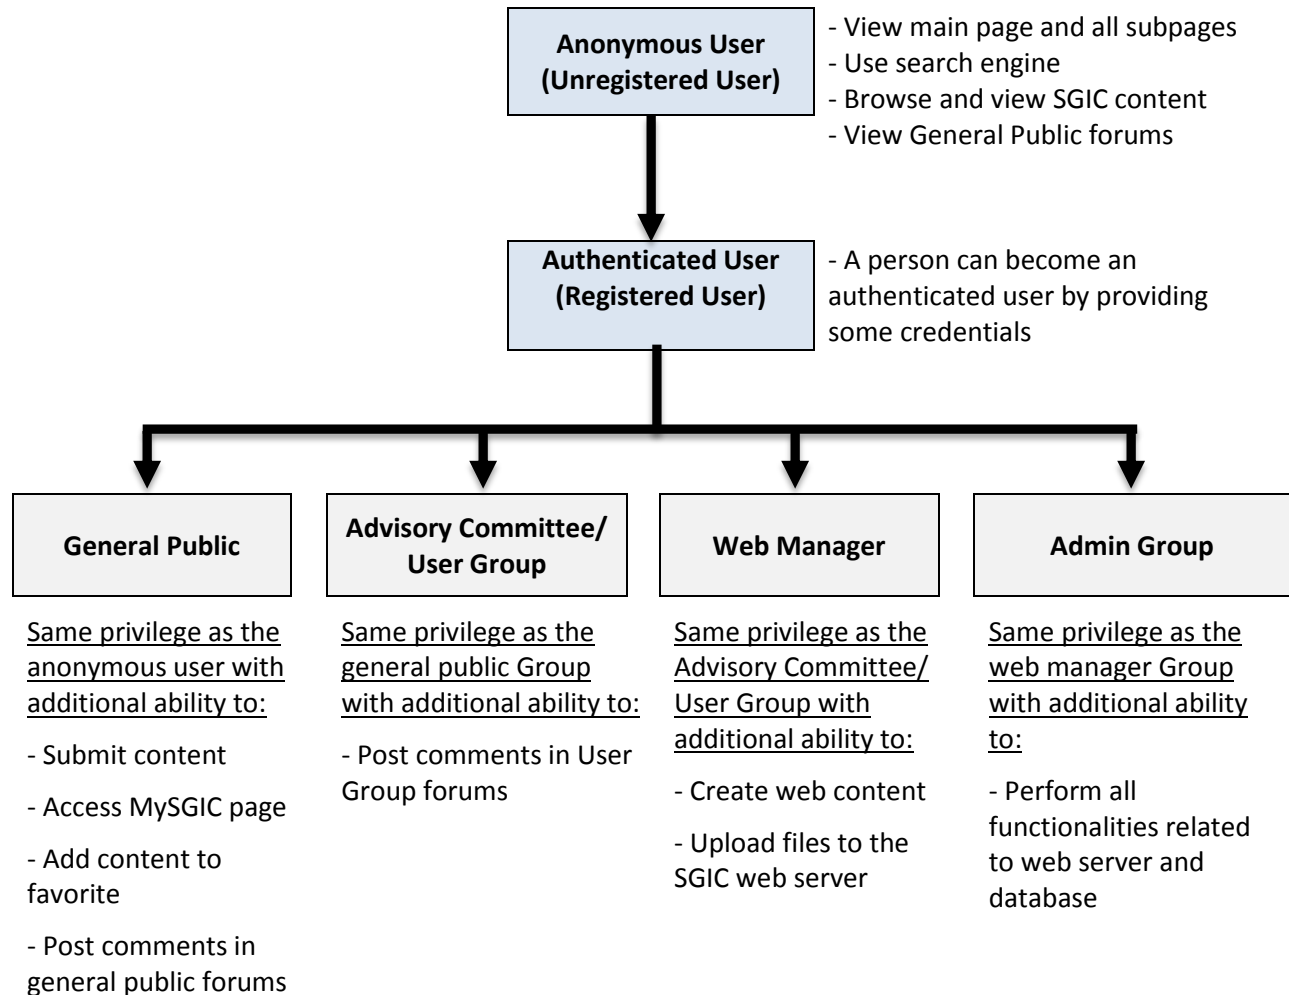 Anonymous User
(Unregistered User)
- View main page and all subpages
- Use search engine
- Browse and view SGIC content
- View General Public forums
Authenticated User
(Registered User)
- A person can become an
authenticated user by providing
some credentials
General Public
Same privilege as the
anonymous user with
additional ability to:
- Submit content
- Access MySGIC page
- Add content to
favorite
- Post comments in
general public forums
Advisory Committee/
User Group
Same privilege as the
general public Group
with additional ability to:
- Post comments in User
Group forums
Web Manager
Same privilege as the
Advisory Committee/
User Group with
additional ability to:
- Create web content
- Upload files to the
SGIC web server
Admin Group
Same privilege as the
web manager Group
with additional ability
to:
- Perform all
functionalities related
to web server and
database